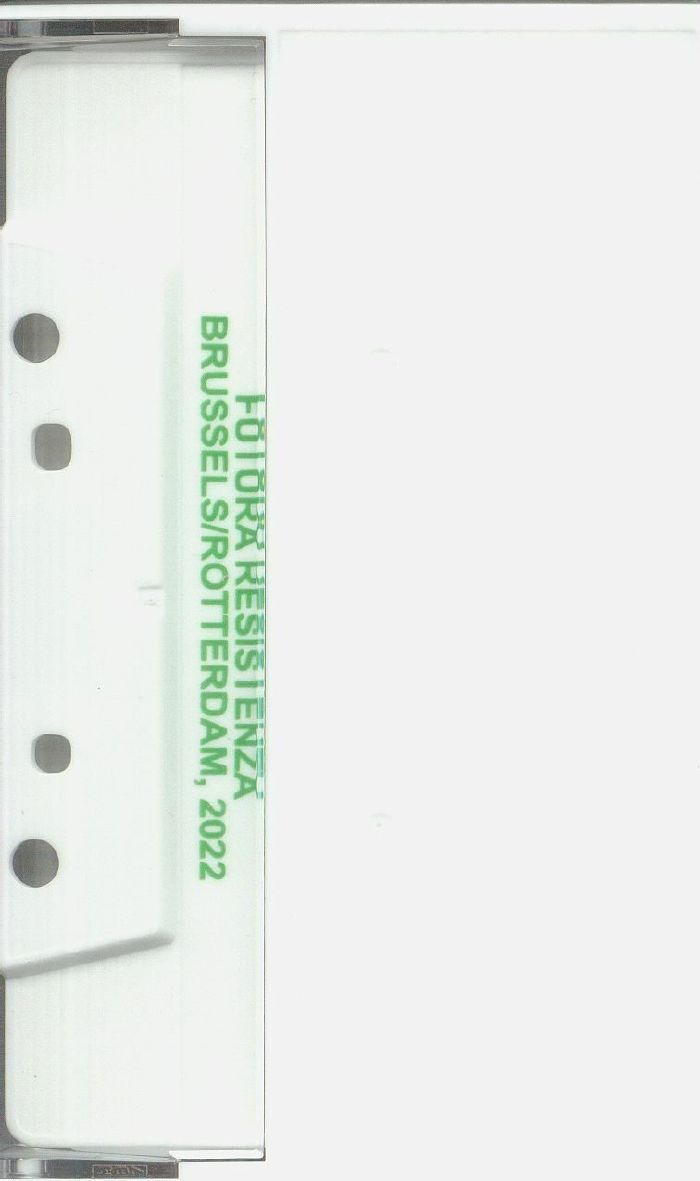 FUTURA RESISTENZA
BRUSSELS/ROTTERDAM, 2022